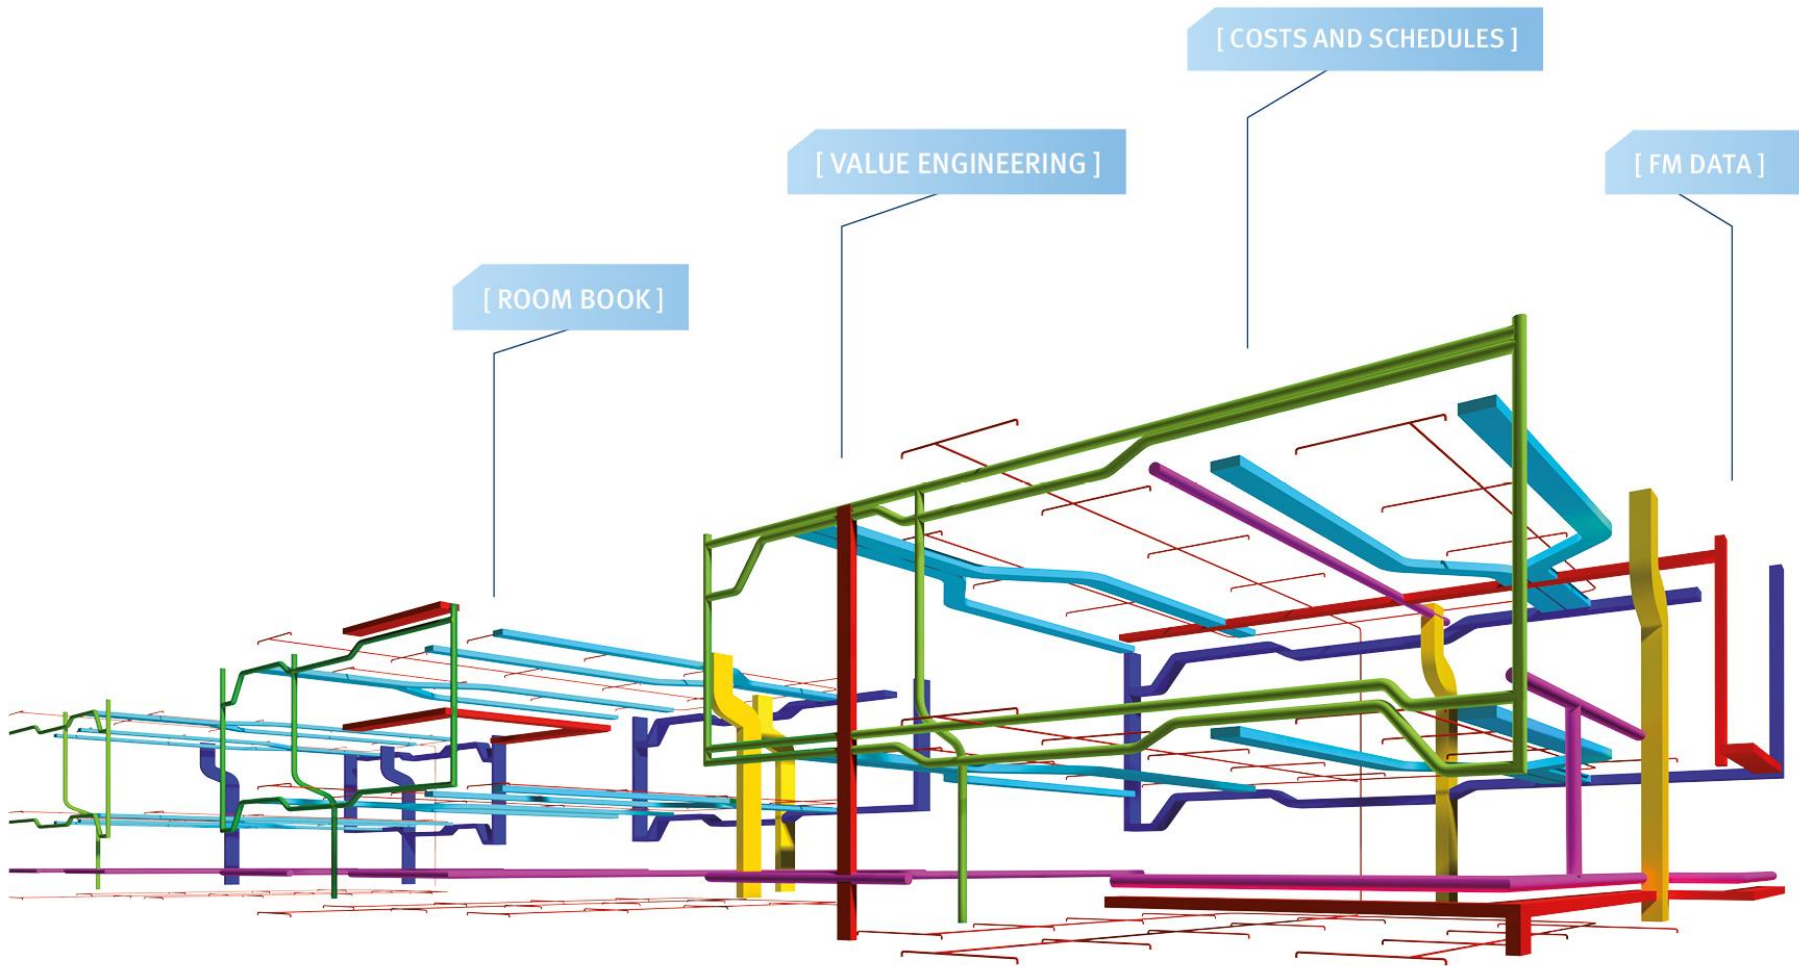 [ COSTS AND SCHEDULES ]
[ VALUE ENGINEERING ]
[ FM DATA ]
[ ROOM BOOK ]